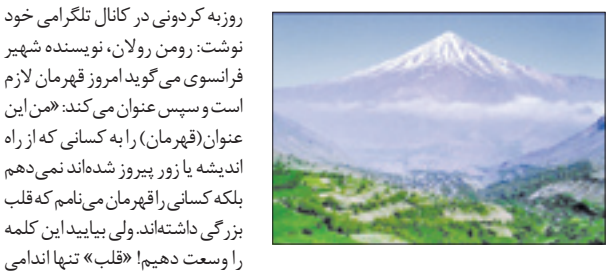 روزبه کردونی در کانال تلگرامی خود
نوشت: رومن رولان، نویسنده شهیر
فرانسوی می‌گوید امروز قهرمان لازم
است و سپس عنوان می‌کند: «من این
عنوان(قهرمان) را به کسانی که از راه
اندیشه یا زور پیروز شده‌اند نمی‌دهم
بلکه کسانی را قهرمان می‌نامم که قلب
بزرگی داشته‌اند. ولی بیایید این کلمه
را وسعت دهیم! «قلب» تنها اندامی